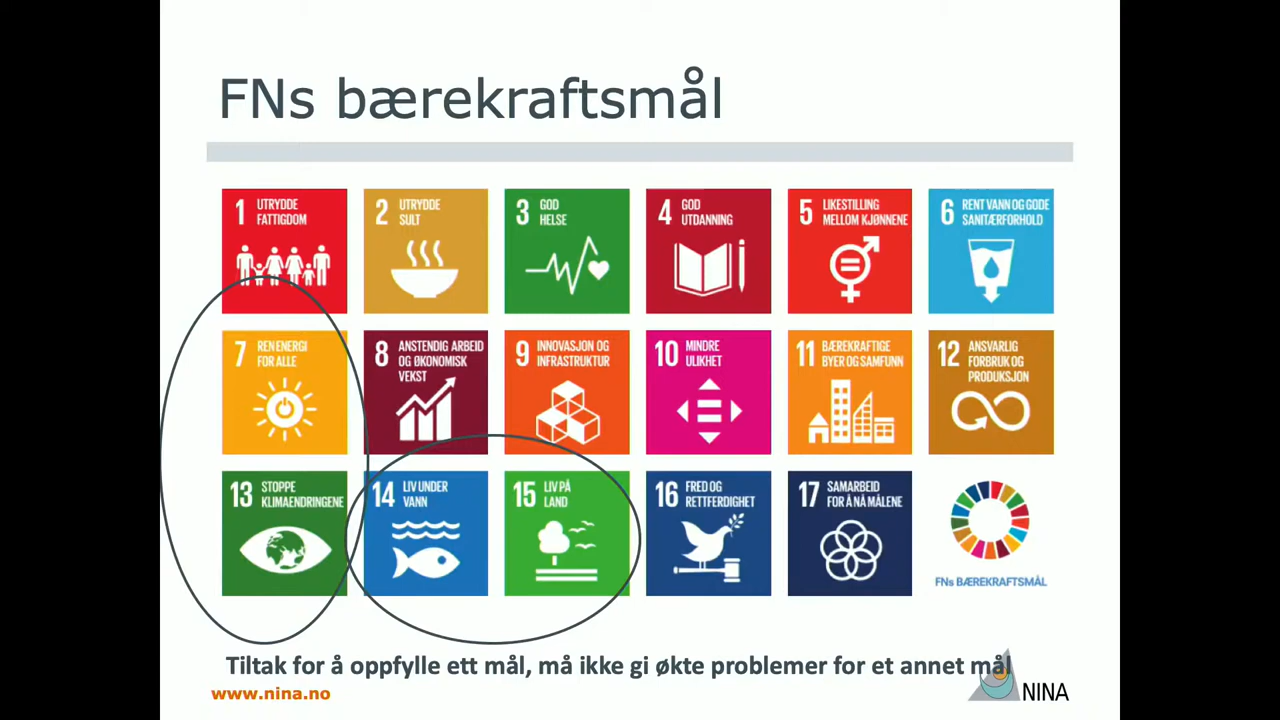 FNs bærekraftsmål
1 UTRYDDE
FATTIGDOM
2 UTRYDDE
SULT
3 GOD
HELSE
4 GOD
UTDANNING
5 LIKESTILLING
MELLOM KJØNNENE
6 RENT VANN OG GODE
SANITÆRFORHOLD
7 REN ENERGI
FOR ALLE
8 ANSTENDIG ARBEID
OG ØKONOMISK
VEKST
9 INNOVASJON OG
INFRASTRUKTUR
10 MINDRE
ULIKHET
11 BÆREKRAFTIGE
BYER OG SAMFUNN
12 ANSVARLIG
FORBRUK OG
PRODUKSJON
13 STOPPE
KLIMAENDRINGENE
14 LIV UNDER
VANN
15 LIV PÅ
LAND
16 FRED OG
RETTFERDIGHET
17 SAMARBEID
FOR Å NÅ MÅLENE
FNs BÆREKRAFTSMÅL
Tiltak for å oppfylle ett mål, må ikke gi økte problemer for et annet mål
www.nina.no
NINA